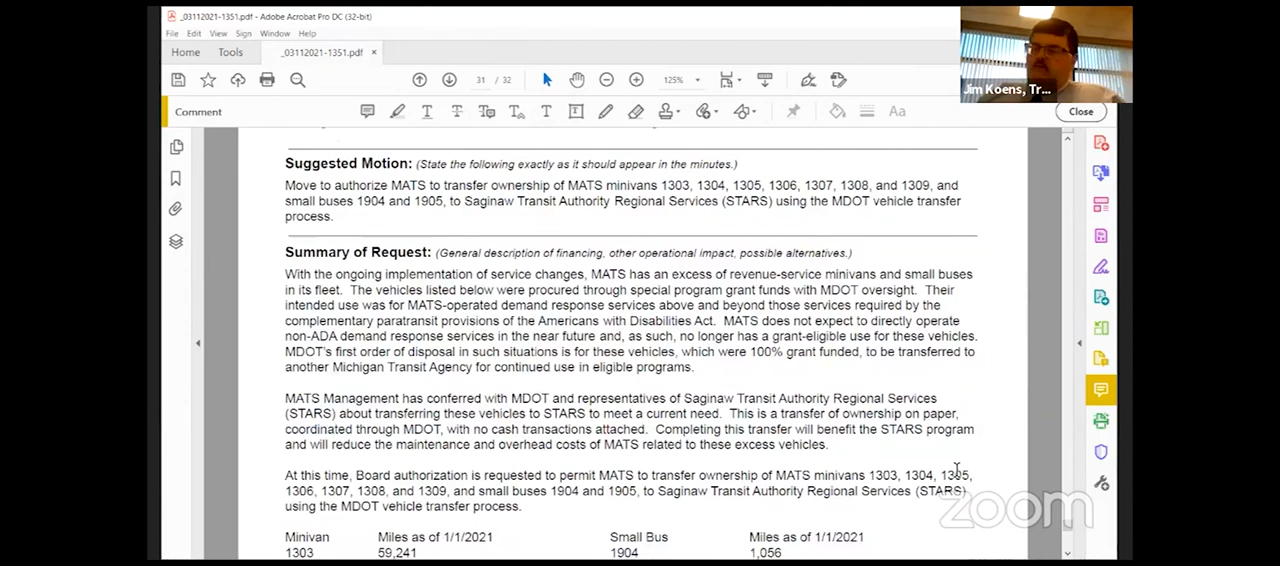 _03112021-1351.pdf - Adobe Acrobat Pro DC (32-bit)
File Edit View Sign Window Help
Home Tools _03112021-1351.pdf ×
31 / 32 125%
Jim Koens, Tr...
Comment
Aa
Close
Suggested Motion: (State the following exactly as it should appear in the minutes.)
Move to authorize MATS to transfer ownership of MATS minivans 1303, 1304, 1305, 1306, 1307, 1308, and 1309, and
small buses 1904 and 1905, to Saginaw Transit Authority Regional Services (STARS) using the MDOT vehicle transfer
process.
Summary of Request: (General description of financing, other operational impact, possible alternatives.)
With the ongoing implementation of service changes, MATS has an excess of revenue-service minivans and small buses
in its fleet. The vehicles listed below were procured through special program grant funds with MDOT oversight. Their
intended use was for MATS-operated demand response services above and beyond those services required by the
complementary paratransit provisions of the Americans with Disabilities Act. MATS does not expect to directly operate
non-ADA demand response services in the near future and, as such, no longer has a grant-eligible use for these vehicles.
MDOT's first order of disposal in such situations is for these vehicles, which were 100% grant funded, to be transferred to
another Michigan Transit Agency for continued use in eligible programs.
MATS Management has conferred with MDOT and representatives of Saginaw Transit Authority Regional Services
(STARS) about transferring these vehicles to STARS to meet a current need. This is a transfer of ownership on paper,
coordinated through MDOT, with no cash transactions attached. Completing this transfer will benefit the STARS program
and will reduce the maintenance and overhead costs of MATS related to these excess vehicles.
At this time, Board authorization is requested to permit MATS to transfer ownership of MATS minivans 1303, 1304, 1305,
1306, 1307, 1308, and 1309, and small buses 1904 and 1905, to Saginaw Transit Authority Regional Services (STARS)
using the MDOT vehicle transfer process.
zoom
Minivan Miles as of 1/1/2021 Small Bus Miles as of 1/1/2021
1303 59,241 1904 1,056